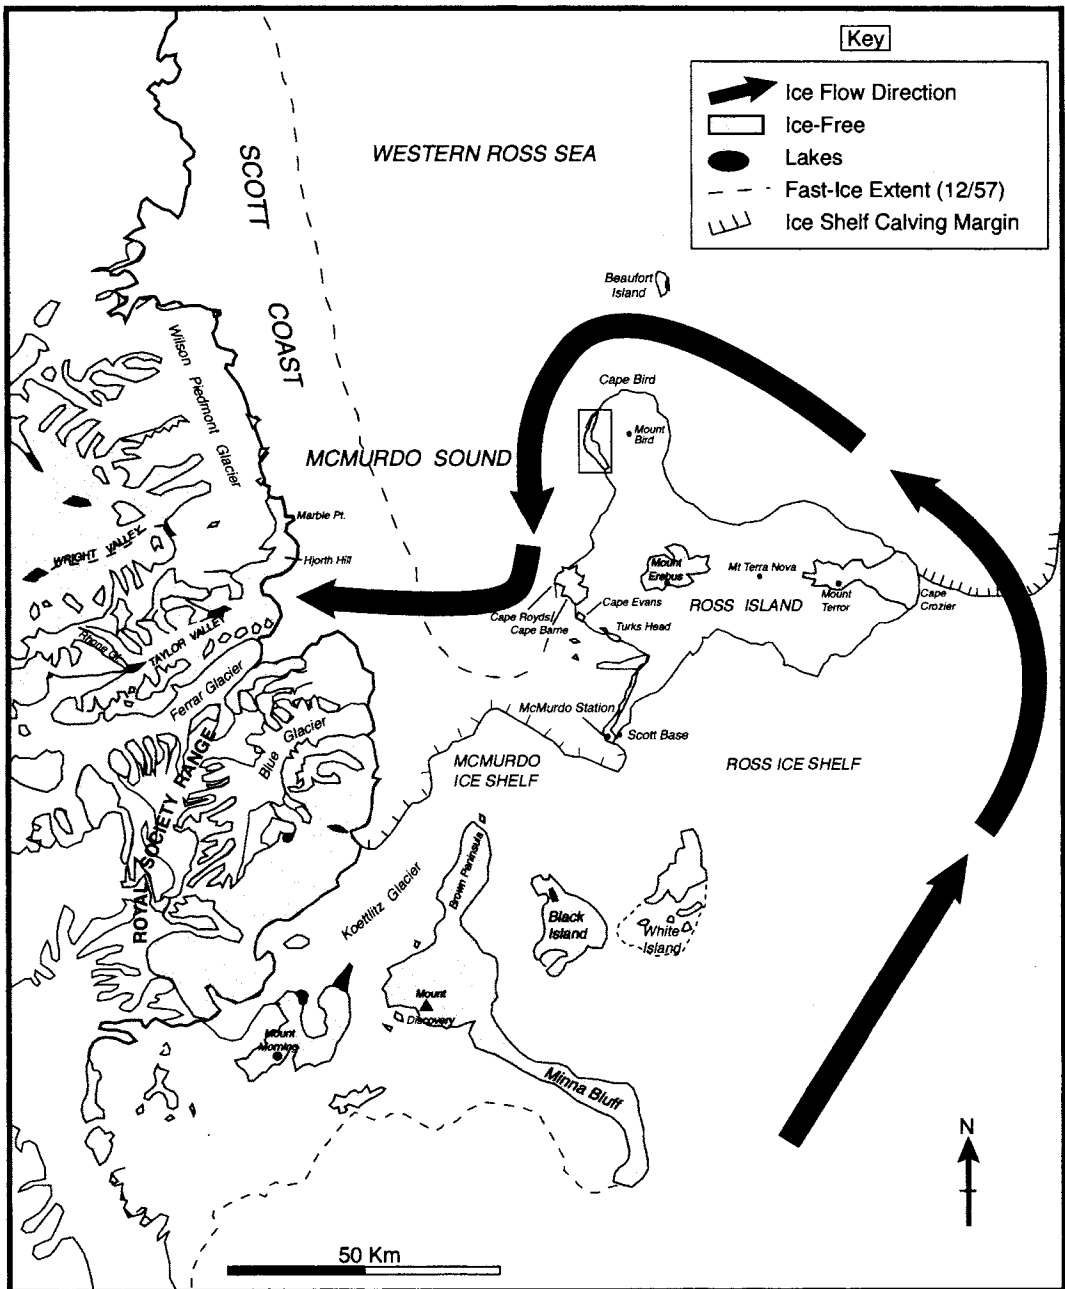 Key
Ice Flow Direction
Ice-Free
Lakes
Fast-Ice Extent (12/57)
Ice Shelf Calving Margin
WESTERN ROSS SEA
SCOTT
COAST
Beaufort
Island
Wilson Piedmont Glacier
Cape Bird
Mount
Bird
MCMURDO SOUND
Marble Pt.
WRIGHT VALLEY
Hjorth Hill
Mount
Erebus
Mt Terra Nova
Mount
Terror
Cape
Crozier
Cape Evans
ROSS ISLAND
Cape Royds
Cape Barne
Turks Head
Rhone Gl.
TAYLOR VALLEY
Ferrar Glacier
McMurdo Station
Scott Base
Blue Glacier
MCMURDO
ICE SHELF
ROSS ICE SHELF
ROYAL SOCIETY RANGE
Brown Peninsula
Koettlitz Glacier
Black
Island
White
Island
Mount
Discovery
Mount
Morning
Minna Bluff
N
50 Km